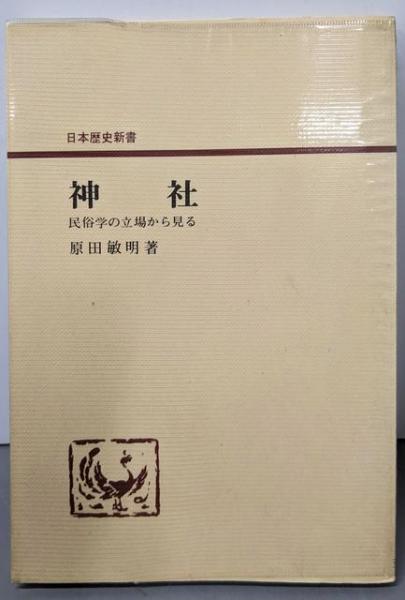 日本歴史新書
神社
民俗学の立場から見る
原田敏明著